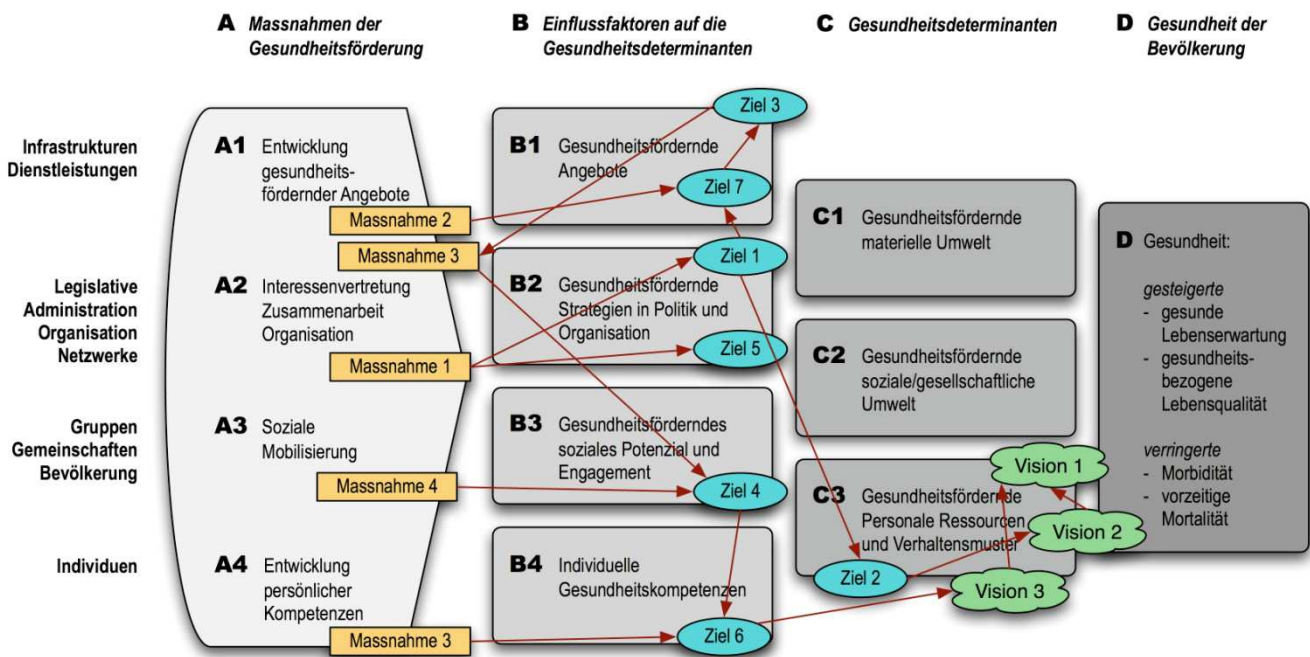 A Massnahmen der
Gesundheitsförderung
B Einflussfaktoren auf die
Gesundheitsdeterminanten
C Gesundheitsdeterminanten
D Gesundheit der
Bevölkerung
Infrastrukturen
Dienstleistungen
Legislative
Administration
Organisation
Netzwerke
Gruppen
Gemeinschaften
Bevölkerung
Individuen
A1 Entwicklung
gesundheits-
fördernder Angebote
Massnahme 2
Massnahme 3
A2 Interessenvertretung
Zusammenarbeit
Organisation
Massnahme 1
A3 Soziale
Mobilisierung
Massnahme 4
A4 Entwicklung
persönlicher
Kompetenzen
Massnahme 3
Ziel 3
B1 Gesundheitsfördernde
Angebote
Ziel 7
Ziel 1
B2 Gesundheitsfördernde
Strategien in Politik und
Organisation
Ziel 5
B3 Gesundheitsförderndes
soziales Potenzial und
Engagement
Ziel 4
B4 Individuelle
Gesundheitskompetenzen
Ziel 6
C1 Gesundheitsfördernde
materielle Umwelt
C2 Gesundheitsfördernde
soziale/gesellschaftliche
Umwelt
C3 Gesundheitsfördernde
Personale Ressourcen
und Verhaltensmuster
Ziel 2
Vision 1
Vision 2
Vision 3
D Gesundheit:
gesteigerte
- gesunde
Lebenserwartung
- gesundheits-
bezogene
Lebensqualität
verringerte
- Morbidität
- vorzeitige
Mortalität